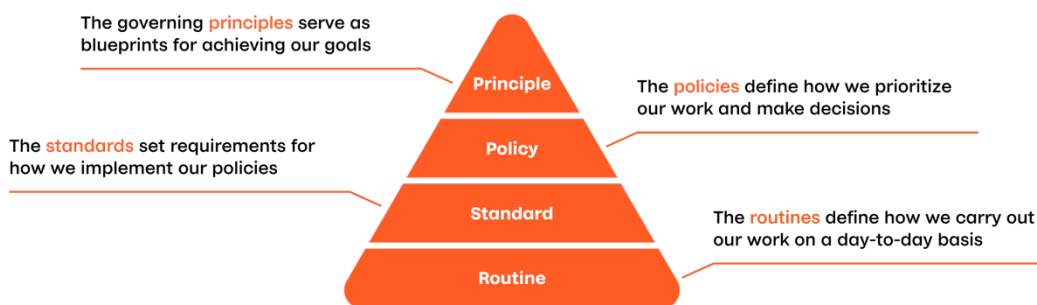 The governing principles serve as
blueprints for achieving our goals
Principle
The policies define how we prioritize
our work and make decisions
Policy
The standards set requirements for
how we implement our policies
Standard
The routines define how we carry out
our work on a day-to-day basis
Routine